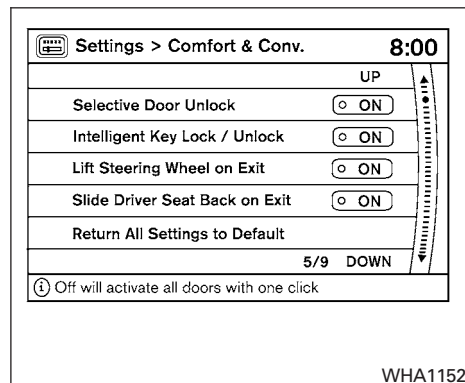 Settings > Comfort & Conv. 8:00
UP
Selective Door Unlock ON
Intelligent Key Lock / Unlock ON
Lift Steering Wheel on Exit ON
Slide Driver Seat Back on Exit ON
Return All Settings to Default
5/9 DOWN
i Off will activate all doors with one click
WHA1152